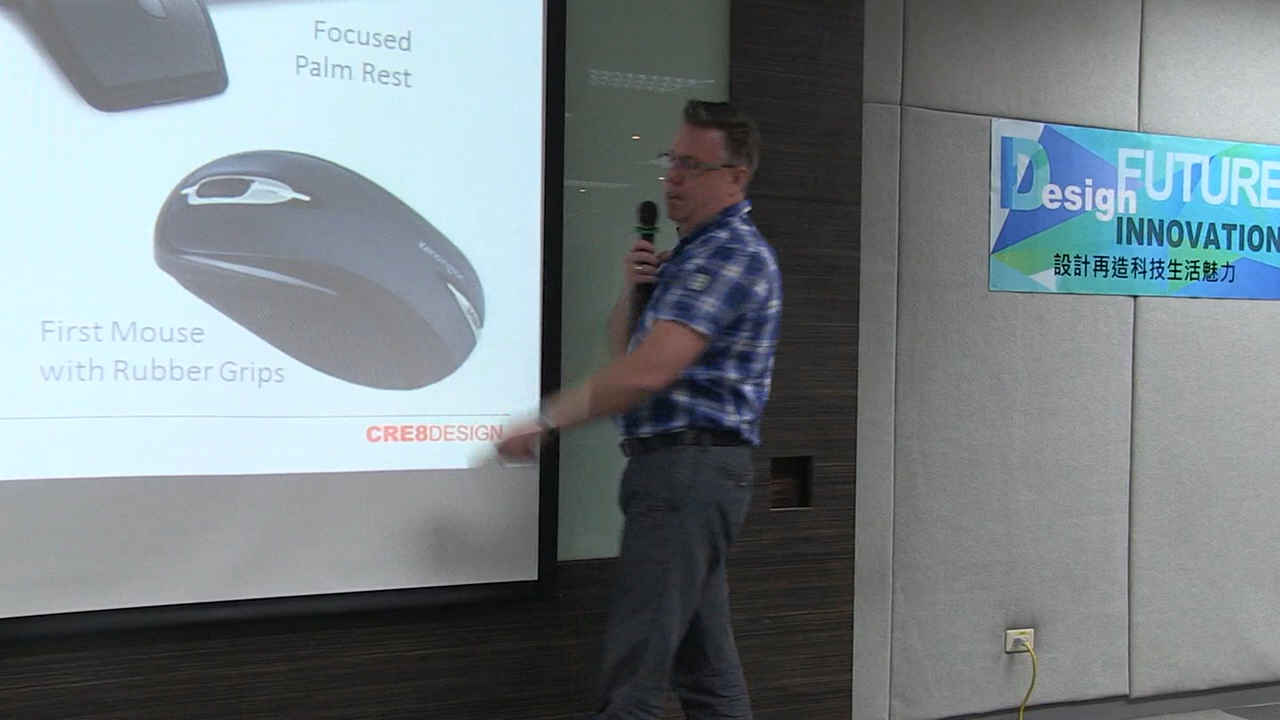 Focused
Palm Rest
Kensington
First Mouse
with Rubber Grips
CRE8DESIGN
Design FUTURE
INNOVATION
設計再造科技生活魅力